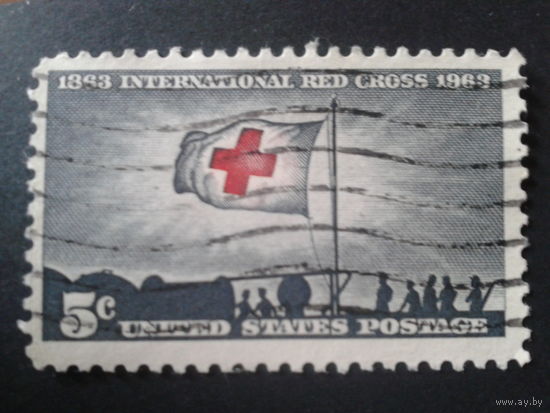 1863 INTERNATIONAL RED CROSS 1963
5c UNITED STATES POSTAGE
www.ay.by